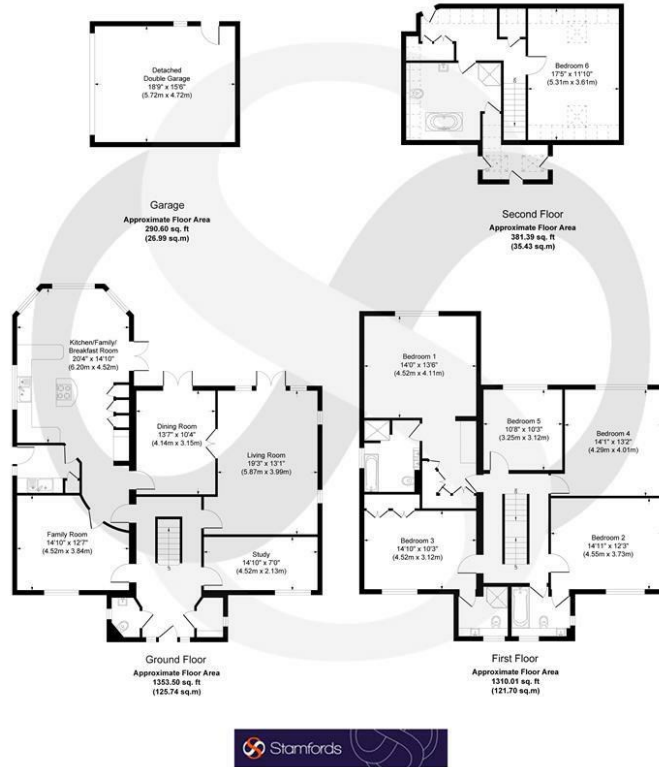 Detached
Double Garage
18'9" x 15'6"
(5.72m x 4.72m)
Garage
Approximate Floor Area
290.60 sq. ft
(26.99 sq.m)
Bedroom 6
17'5" x 11'10"
(5.31m x 3.61m)
Second Floor
Approximate Floor Area
381.39 sq. ft
(35.43 sq.m)
Kitchen/Family/
Breakfast Room
20'4" x 14'10"
(6.20m x 4.52m)
Dining Room
13'7" x 10'4"
(4.14m x 3.15m)
Living Room
19'3" x 13'1"
(5.87m x 3.99m)
Family Room
14'10" x 12'7"
(4.52m x 3.84m)
Study
14'10" x 7'0"
(4.52m x 2.13m)
Ground Floor
Approximate Floor Area
1353.50 sq. ft
(125.74 sq.m)
Bedroom 1
14'0" x 13'6"
(4.52m x 4.11m)
Bedroom 5
10'8" x 10'3"
(3.25m x 3.12m)
Bedroom 4
14'1" x 13'2"
(4.29m x 4.01m)
Bedroom 3
14'10" x 10'3"
(4.52m x 3.12m)
Bedroom 2
14'11" x 12'3"
(4.55m x 3.73m)
First Floor
Approximate Floor Area
1310.01 sq. ft
(121.70 sq.m)
Stamfords